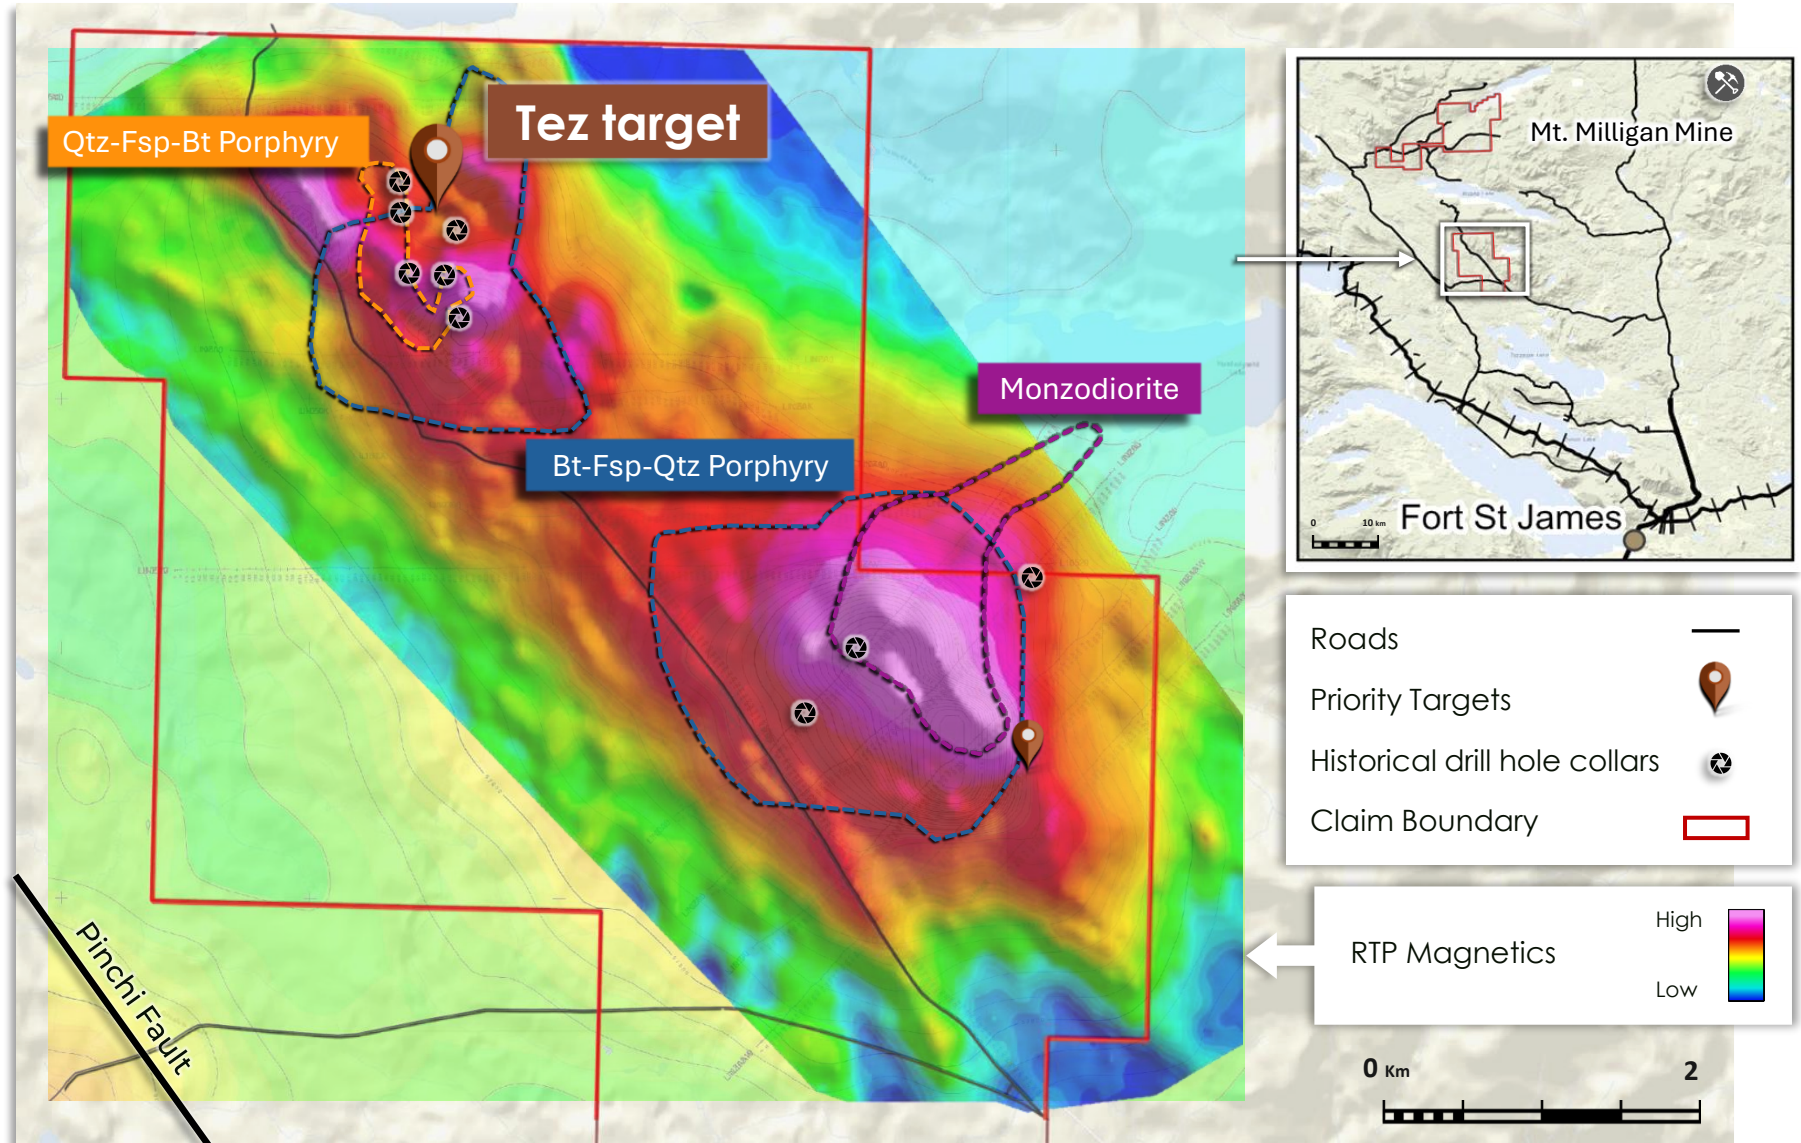 Tez target
Qtz-Fsp-Bt Porphyry
Monzodiorite
Bt-Fsp-Qtz Porphyry
Pinchi Fault
Mt. Milligan Mine
Fort St James
0 10 km
Roads
Priority Targets
Historical drill hole collars
Claim Boundary
RTP Magnetics
High
Low
0 Km 2